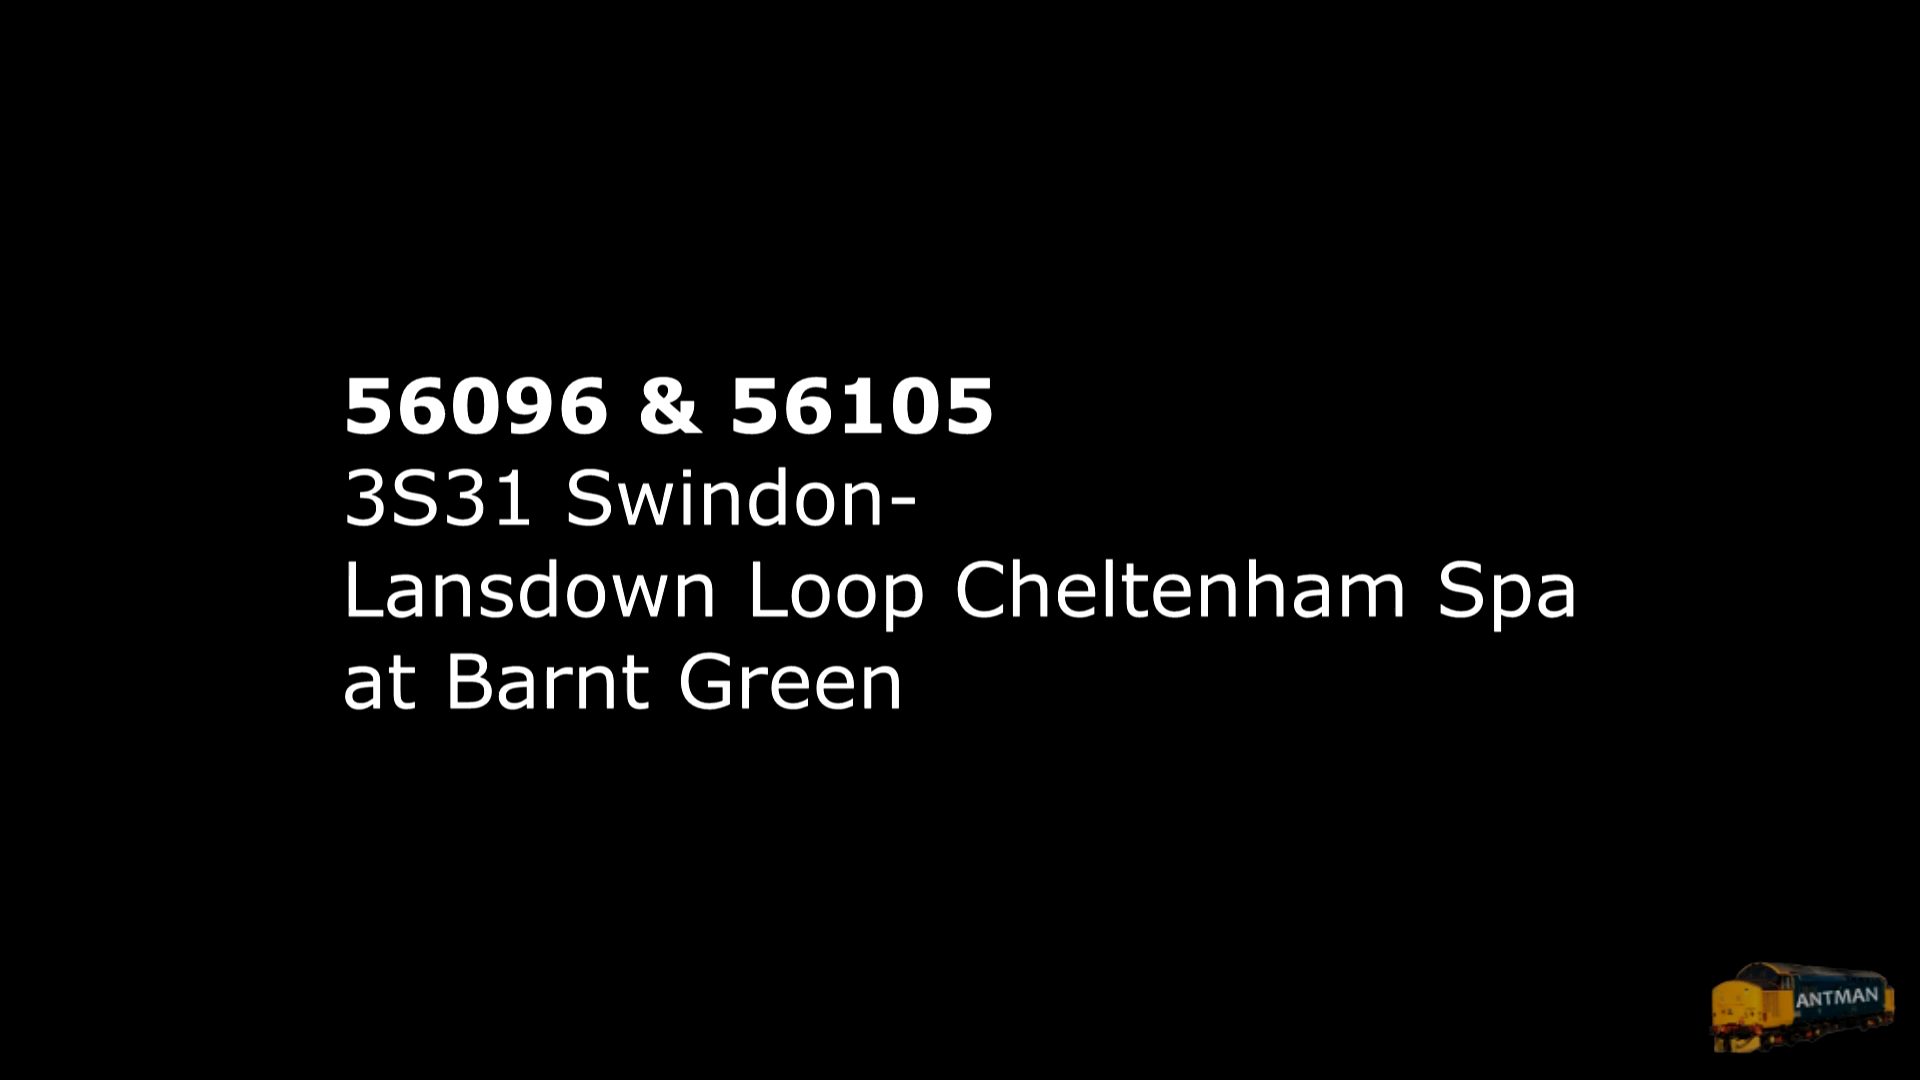 56096 & 56105
3S31 Swindon-
Lansdown Loop Cheltenham Spa
at Barnt Green
ANTMAN